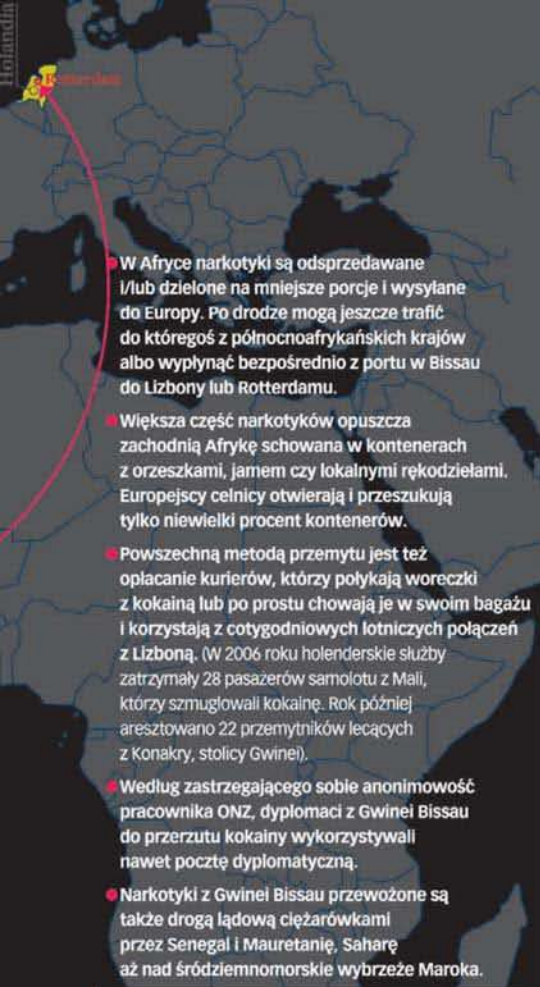 Holandia
Rotterdam
W Afryce narkotyki są odsprzedawane
i/lub dzielone na mniejsze porcje i wysyłane
do Europy. Po drodze mogą jeszcze trafić
do któregoś z północnoafrykańskich krajów
albo wypłynąć bezpośrednio z portu w Bissau
do Lizbony lub Rotterdamu.
Większa część narkotyków opuszcza
zachodnią Afrykę schowana w kontenerach
z orzeszkami, jamem czy lokalnymi rękodziełami.
Europejscy celnicy otwierają i przeszukują
tylko niewielki procent kontenerów.
Powszechną metodą przemytu jest też
opłacanie kurierów, którzy połykają woreczki
z kokainą lub po prostu chowają je w swoim bagażu
i korzystają z cotygodniowych lotniczych połączeń
z Lizboną. (W 2006 roku holenderskie służby
zatrzymały 28 pasażerów samolotu z Mali,
którzy szmuglowali kokainę. Rok później
aresztowano 22 przemytników lecących
z Konakry, stolicy Gwinei).
Według zastrzegającego sobie anonimowość
pracownika ONZ, dyplomaci z Gwinei Bissau
do przerzutu kokainy wykorzystywali
nawet pocztę dyplomatyczną.
Narkotyki z Gwinei Bissau przewożone są
także drogą lądową ciężarówkami
przez Senegal i Mauretanię, Saharę
aż nad śródziemnomorskie wybrzeże Maroka.